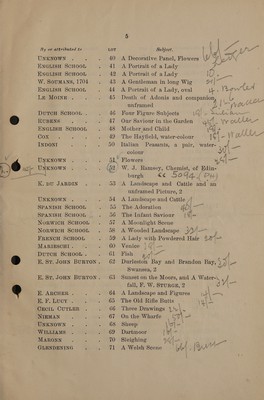 5
By or attributed to LOT Subject.
UNKNOWN . . . 40 A Decorative Panel, Flowers
ENGLISH SCHOOL . 41 A Portrait of a Lady
ENGLISH SCHOOL . 42 A Portrait of a Lady
W. SOUMANS, 1704 . 43 A Gentleman in long Wig
ENGLISH SCHOOL . 44 A Portrait of a Lady, oval
LE MOINE . . . 45 Death of Adonis and companion,
unframed
DUTCH SCHOOL . . 46 Four Figure Subjects
RUBENS . . . 47 Our Saviour in the Garden
ENGLISH SCHOOL . 48 Mother and Child
COX . . . . 49 The Hayfield, water-colour
INDONI . . . 50 Italian Peasants, a pair, water-
colour
UNKNOWN . . . 51 Flowers
UNKNOWN . . . 52 W. J. Ramsey, Chemist, of Edin-
burgh
K. DU JARDIN . . 53 A Landscape and Cattle and an
unframed Picture, 2
UNKNOWN . . . 54 A Landscape and Cattle
SPANISH SCHOOL . 55 The Adoration
SPANISH SCHOOL . 56 The Infant Saviour
NORWICH SCHOOL . 57 A Moonlight Scene
NORWICH SCHOOL . 58 A Wooded Landscape
FRENCH SCHOOL . 59 A Lady with Powdered Hair
MARIESCHI . . . 60 Venice
DUTCH SCHOOL . . 61 Fish
E. ST. JOHN BURTON . 62 Darleston Bay and Brandon Bay,
Swansea, 2
E. ST. JOHN BURTON . 63 Sunset on the Moors, and A Water-
fall, F. W. STURGE, 2
E. ARCHER . . . 64 A Landscape and Figures
E. F. LUCY . . . 65 The Old Rifle Butts
CECIL CUTLER . . 66 Three Drawings
NIEMAN . . . 67 On the Wharfe
UNKNOWN . . . 68 Sheep
WILLIAMS . . . 69 Dartmoor
MARONE . . . 70 Sleighing
GLENDENING . . 71 A Welsh Scene